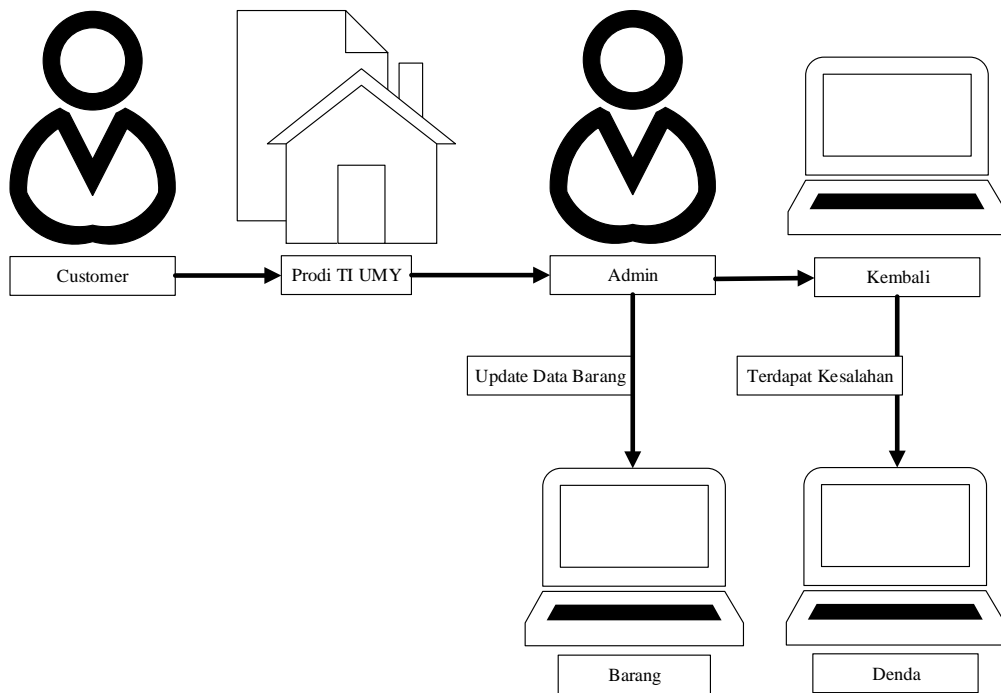 Customer
Prodi TI UMY
Admin
Kembali
Update Data Barang
Terdapat Kesalahan
Barang
Denda